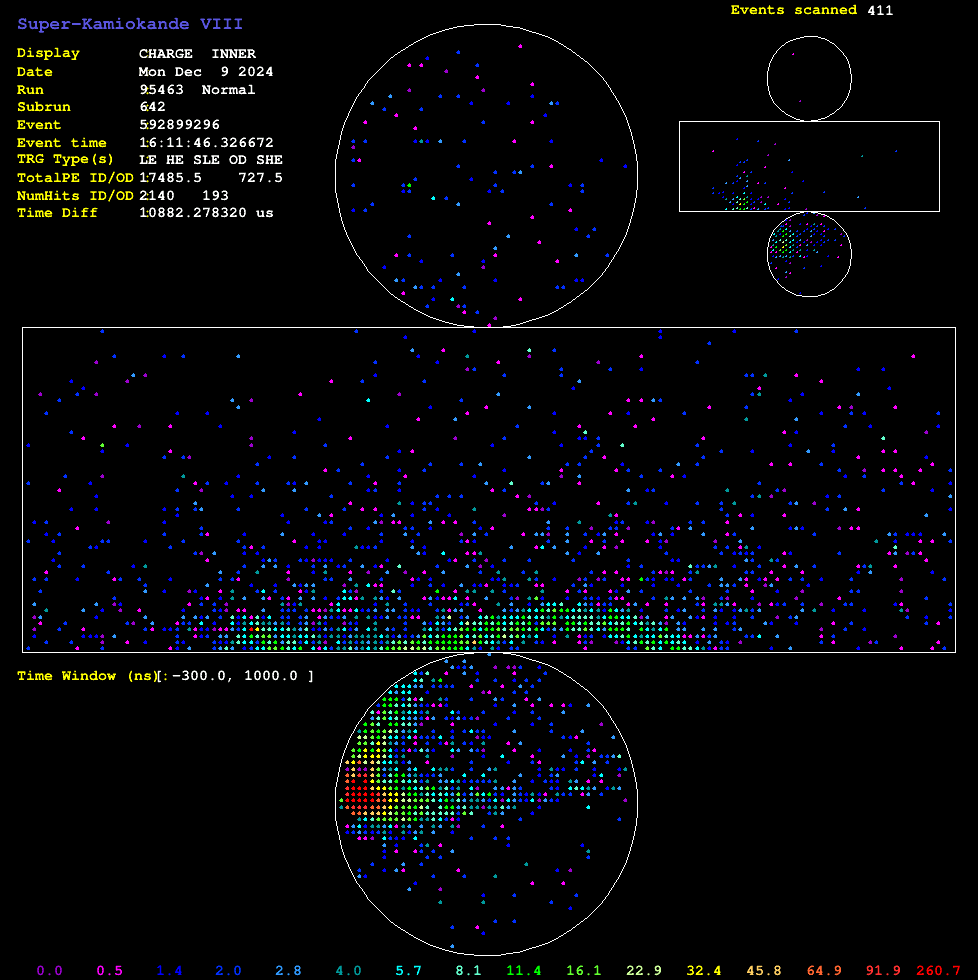 Super-Kamiokande VIII
Events scanned 411
Display CHARGE INNER
Date Mon Dec 9 2024
Run 95463 Normal
Subrun 642
Event 592899296
Event time 16:11:46.326672
TRG Type(s) LE HE SLE OD SHE
TotalPE ID/OD 17485.5 727.5
NumHits ID/OD 2140 193
Time Diff 10882.278320 us
Time Window (ns)[: -300.0, 1000.0 ]
0.0 0.5 1.4 2.0 2.8 4.0 5.7 8.1 11.4 16.1 22.9 32.4 45.8 64.9 91.9 260.7